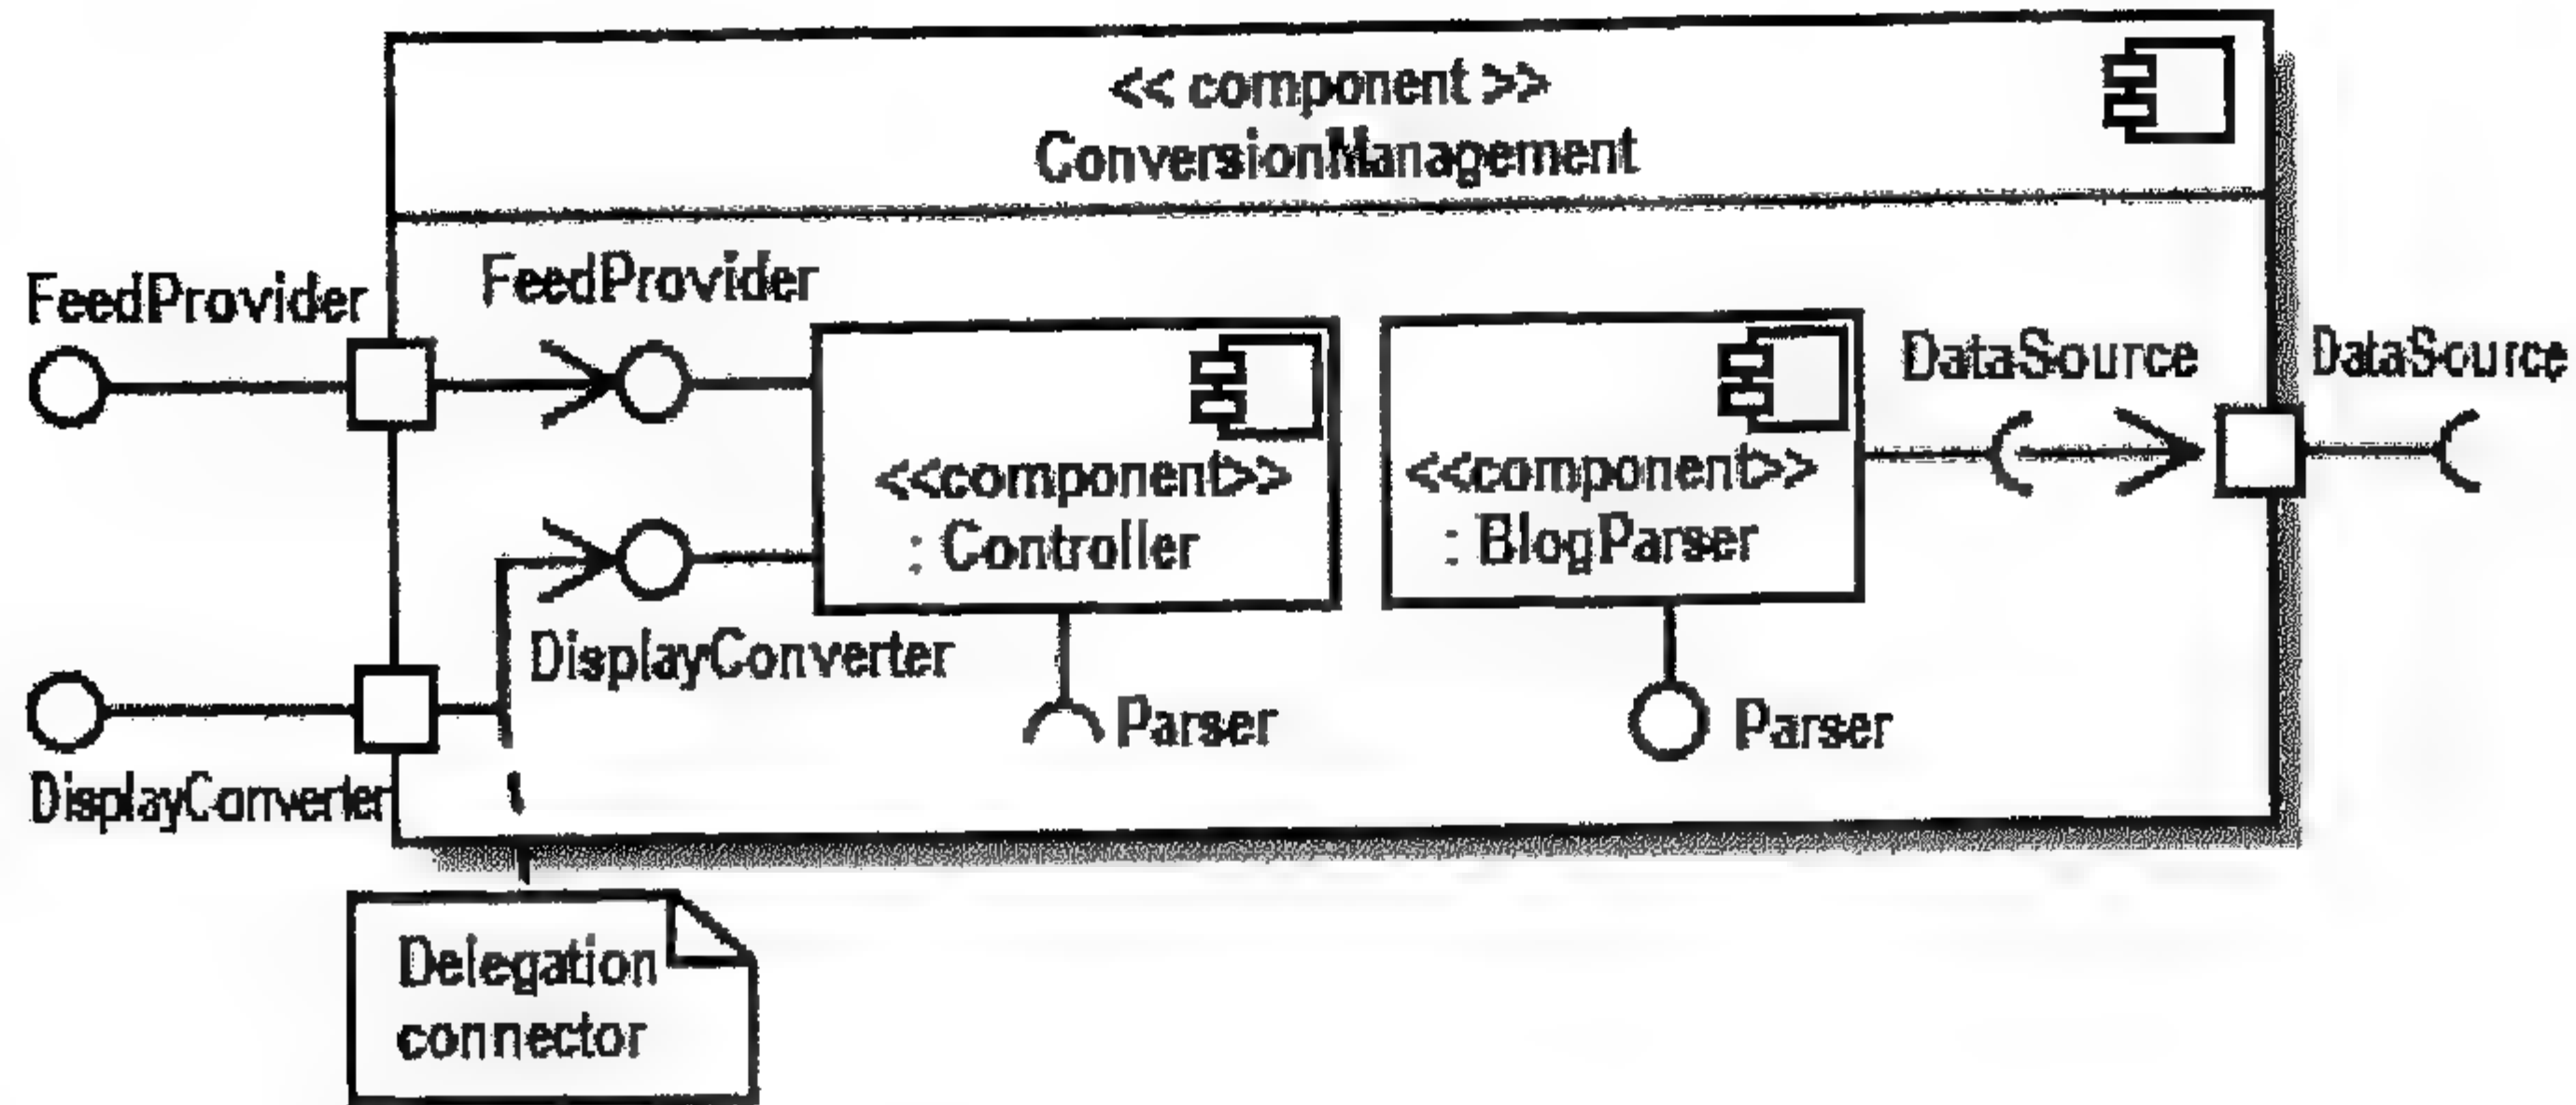 << component >>
ConversionManagement
FeedProvider
FeedProvider
DataSource
DataSource
<<component>>
: Controller
<<component>>
: BlogParser
DisplayConverter
Parser
Parser
DisplayConverter
Delegation
connector